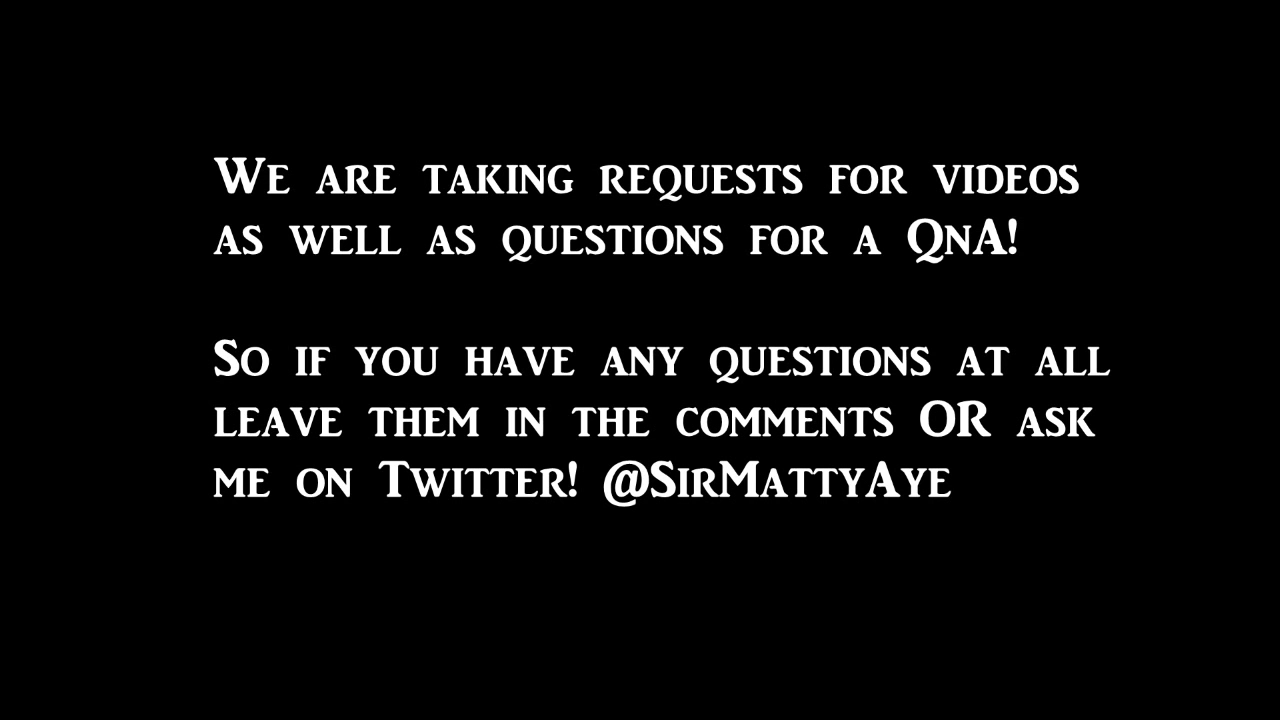 We are taking requests for videos
as well as questions for a QnA!
So if you have any questions at all
leave them in the comments OR ask
me on Twitter! @SirMattyAye